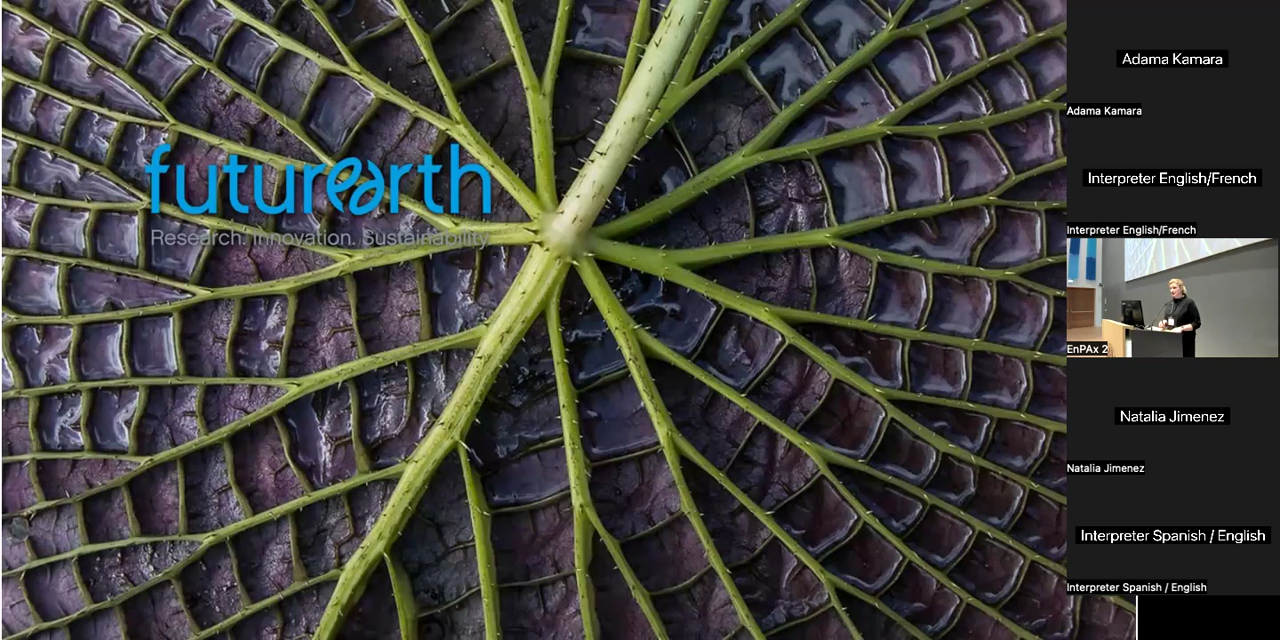 futurearth
Research. Innovation. Sustainability.
Adama Kamara
Adama Kamara
Interpreter English/French
Interpreter English/French
EnPAx 2
Natalia Jimenez
Natalia Jimenez
Interpreter Spanish / English
Interpreter Spanish / English